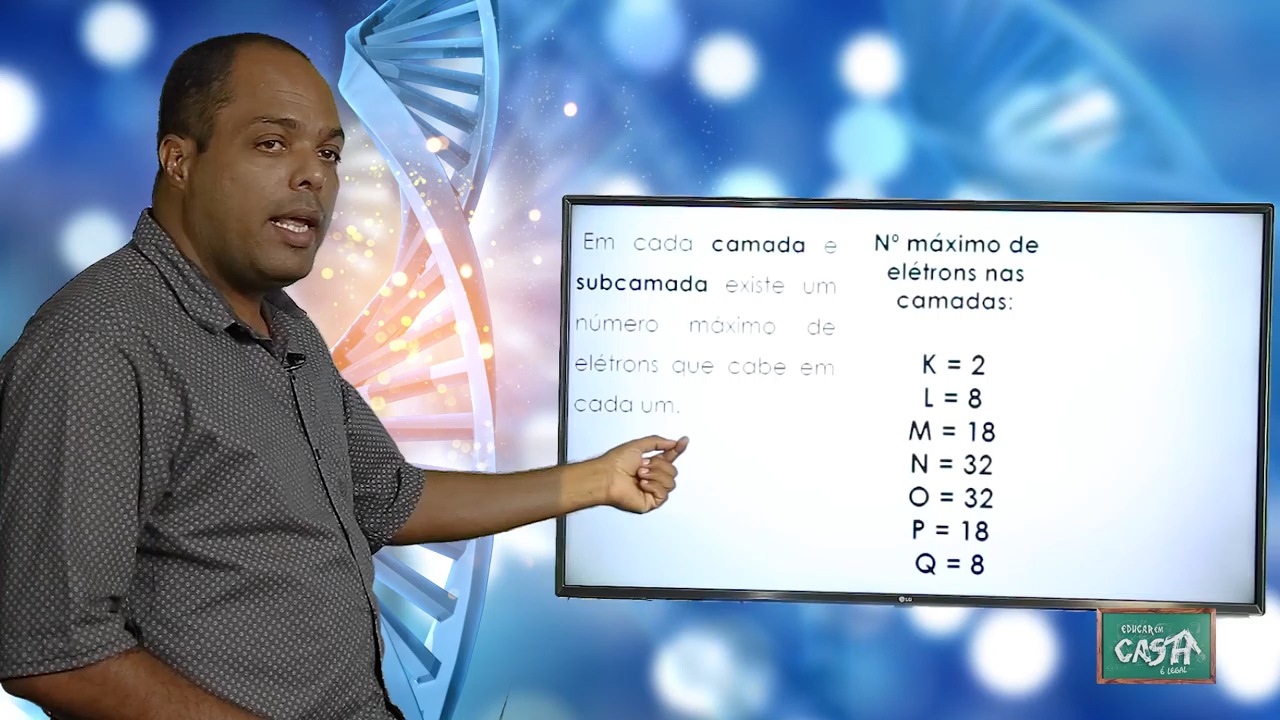 Em cada camada e
subcamada existe um
número máximo de
elétrons que cabe em
cada um.
Nº máximo de
elétrons nas
camadas:
K = 2
L = 8
M = 18
N = 32
O = 32
P = 18
Q = 8
LG
EDUCAR EM
CASA
É LEGAL